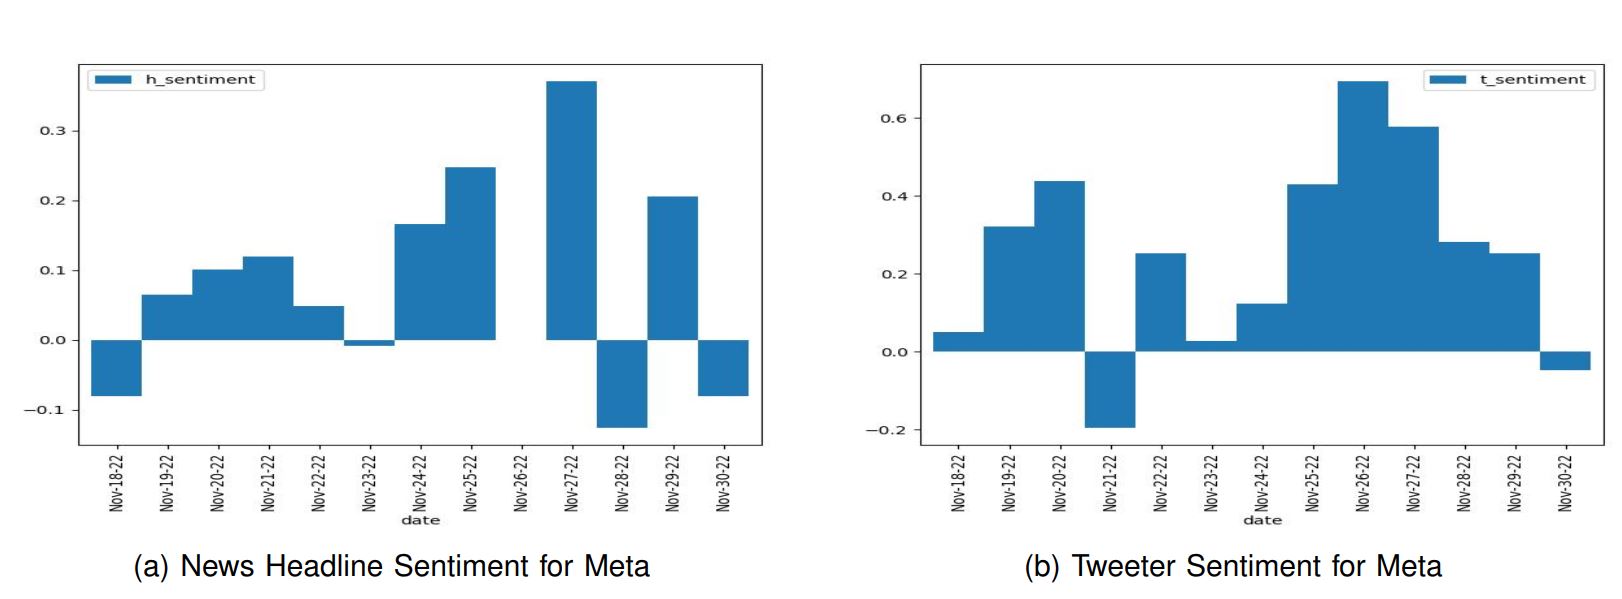 h_sentiment
0.3
0.2
0.1
0.0
−0.1
Nov-18-22
Nov-19-22
Nov-20-22
Nov-21-22
Nov-22-22
Nov-23-22
Nov-24-22
Nov-25-22
Nov-26-22
Nov-27-22
Nov-28-22
Nov-29-22
Nov-30-22
date
(a) News Headline Sentiment for Meta
t_sentiment
0.6
0.4
0.2
0.0
−0.2
Nov-18-22
Nov-19-22
Nov-20-22
Nov-21-22
Nov-22-22
Nov-23-22
Nov-24-22
Nov-25-22
Nov-26-22
Nov-27-22
Nov-28-22
Nov-29-22
Nov-30-22
date
(b) Tweeter Sentiment for Meta